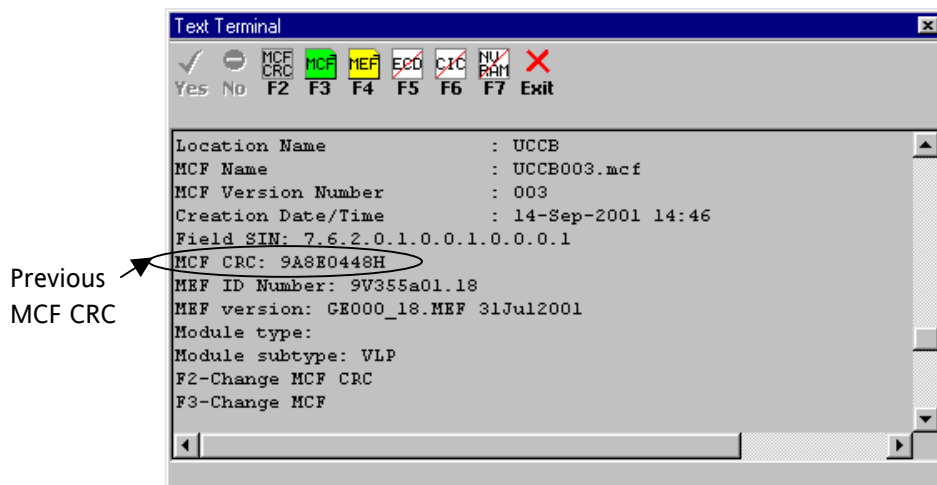 Text Terminal
MCF CRC MCF MEF ECD CIC NV RAM
Yes No F2 F3 F4 F5 F6 F7 Exit
Location Name : UCCB
MCF Name : UCCB003.mcf
MCF Version Number : 003
Creation Date/Time : 14-Sep-2001 14:46
Field SIN: 7.6.2.0.1.0.0.1.0.0.0.1
MCF CRC: 9A8E0448H
MEF ID Number: 9V355a01.18
MEF version: GE000_18.MEF 31Jul2001
Module type:
Module subtype: VLP
F2-Change MCF CRC
F3-Change MCF
Previous
MCF CRC